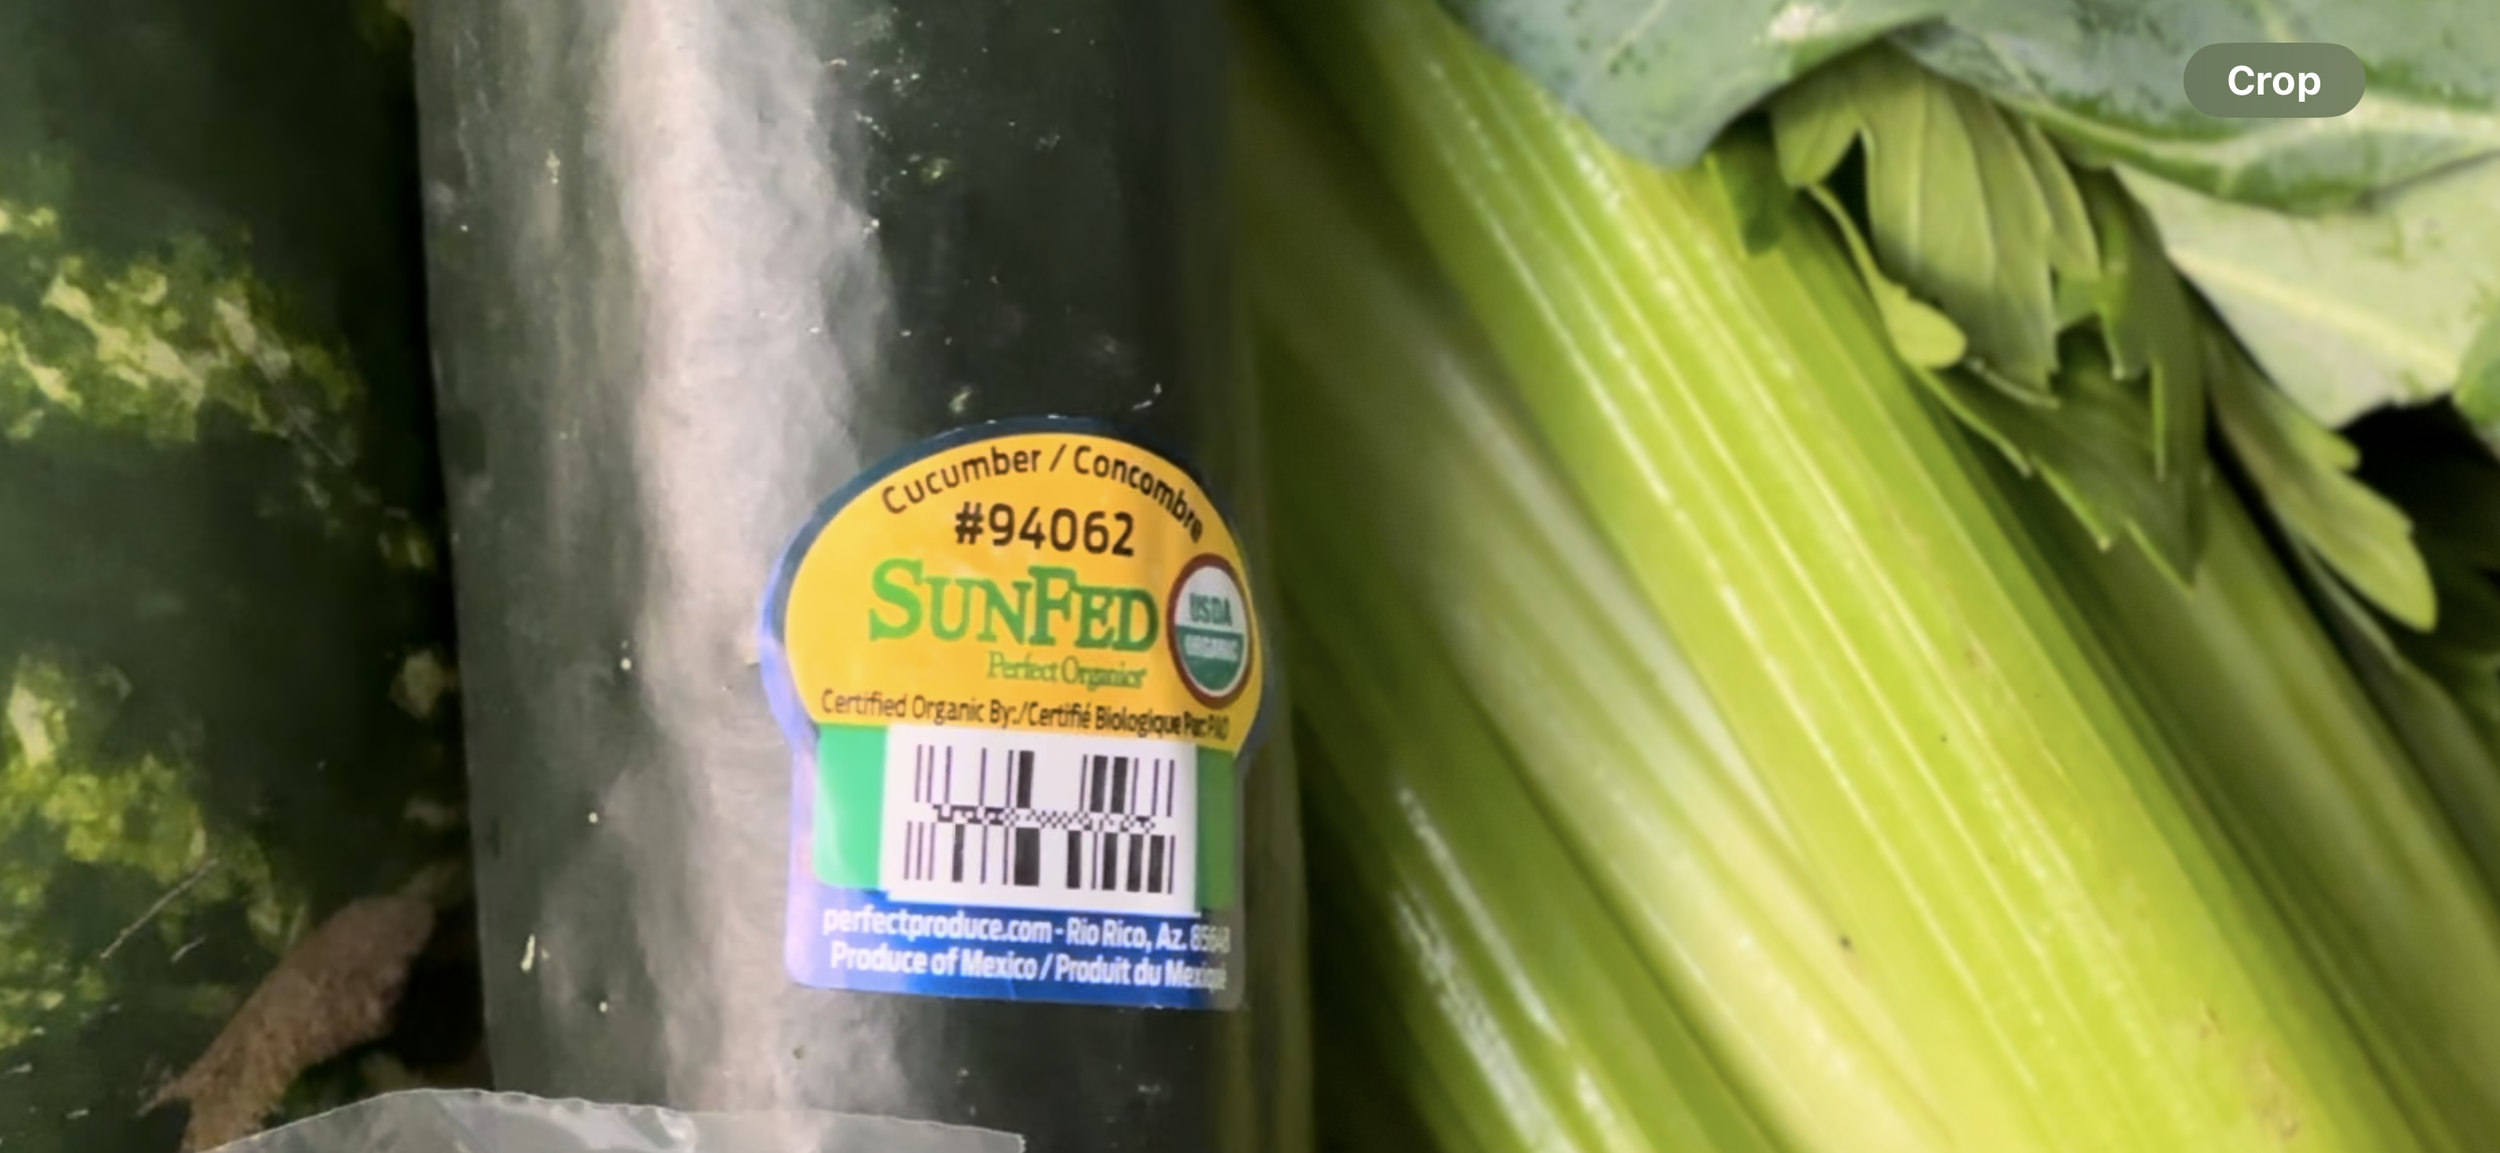 Crop
Cucumber / Concombre
#94062
SUNFED
Perfect Organics
USDA
ORGANIC
Certified Organic By:/Certifié Biologique Par:PAO
perfectproduce.com - Rio Rico, Az. 85648
Produce of Mexico / Produit du Mexique